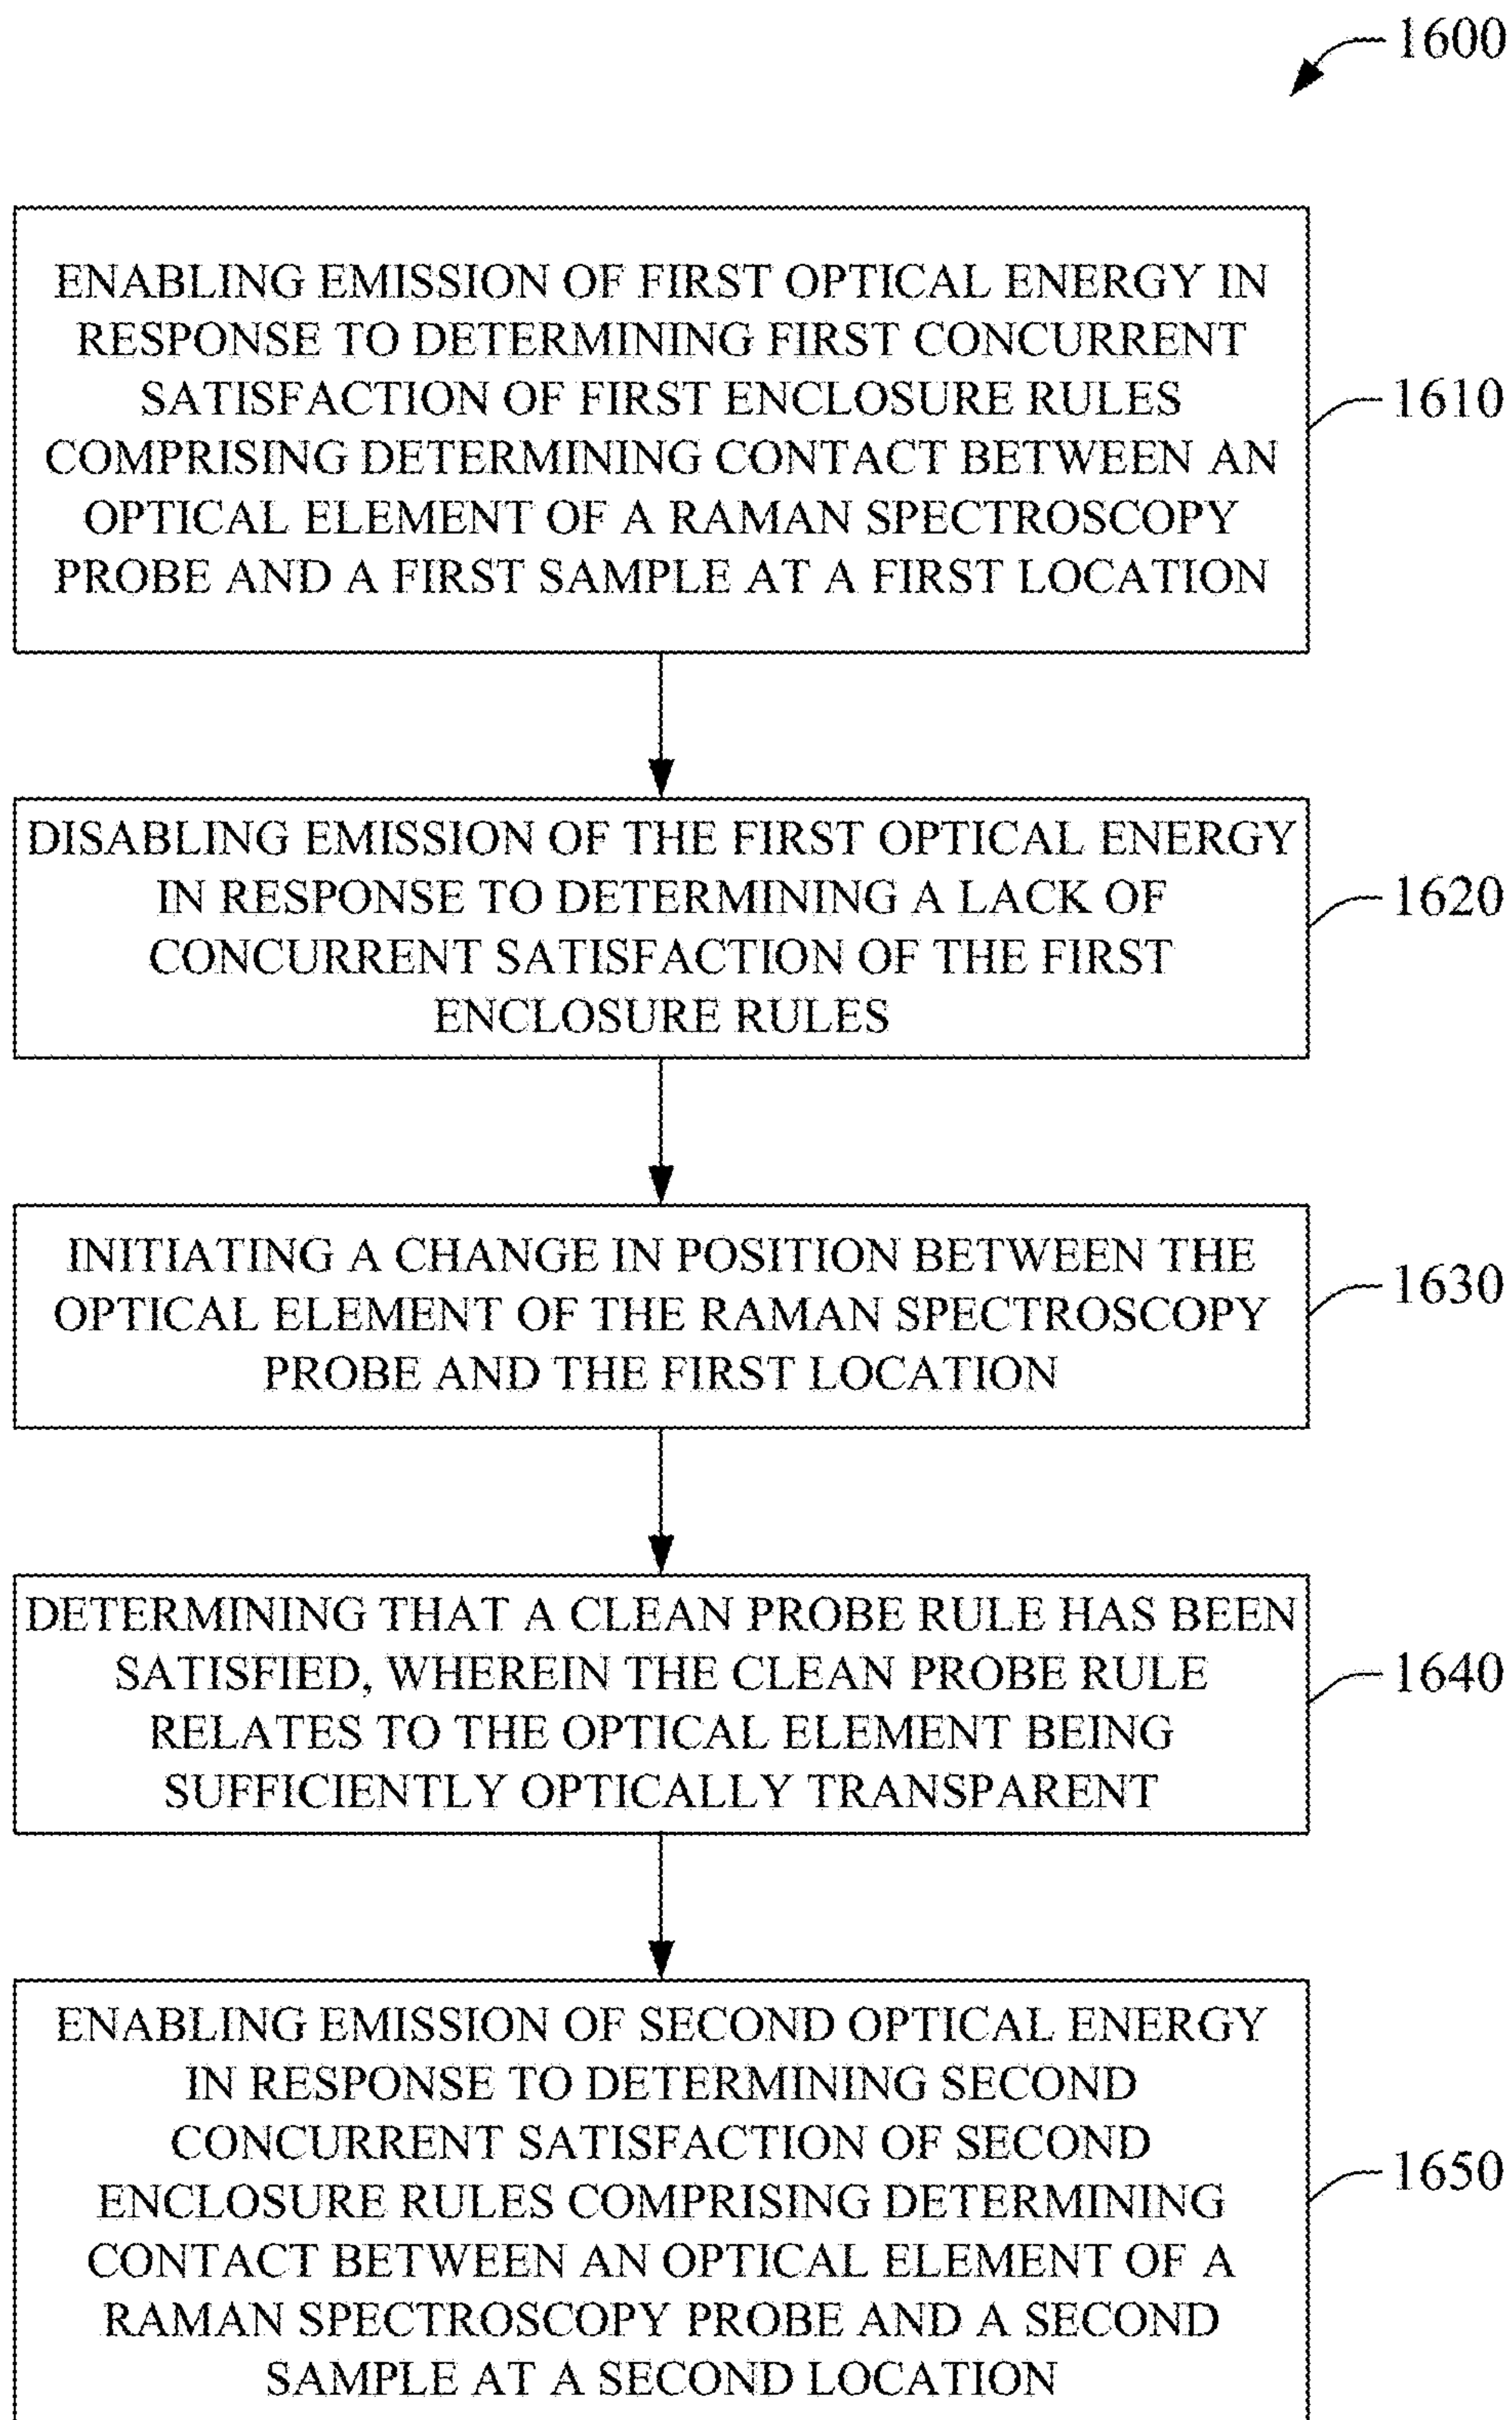 1600
ENABLING EMISSION OF FIRST OPTICAL ENERGY IN
RESPONSE TO DETERMINING FIRST CONCURRENT
SATISFACTION OF FIRST ENCLOSURE RULES
COMPRISING DETERMINING CONTACT BETWEEN AN
OPTICAL ELEMENT OF A RAMAN SPECTROSCOPY
PROBE AND A FIRST SAMPLE AT A FIRST LOCATION
1610
DISABLING EMISSION OF THE FIRST OPTICAL ENERGY
IN RESPONSE TO DETERMINING A LACK OF
CONCURRENT SATISFACTION OF THE FIRST
ENCLOSURE RULES
1620
INITIATING A CHANGE IN POSITION BETWEEN THE
OPTICAL ELEMENT OF THE RAMAN SPECTROSCOPY
PROBE AND THE FIRST LOCATION
1630
DETERMINING THAT A CLEAN PROBE RULE HAS BEEN
SATISFIED, WHEREIN THE CLEAN PROBE RULE
RELATES TO THE OPTICAL ELEMENT BEING
SUFFICIENTLY OPTICALLY TRANSPARENT
1640
ENABLING EMISSION OF SECOND OPTICAL ENERGY
IN RESPONSE TO DETERMINING SECOND
CONCURRENT SATISFACTION OF SECOND
ENCLOSURE RULES COMPRISING DETERMINING
CONTACT BETWEEN AN OPTICAL ELEMENT OF A
RAMAN SPECTROSCOPY PROBE AND A SECOND
SAMPLE AT A SECOND LOCATION
1650